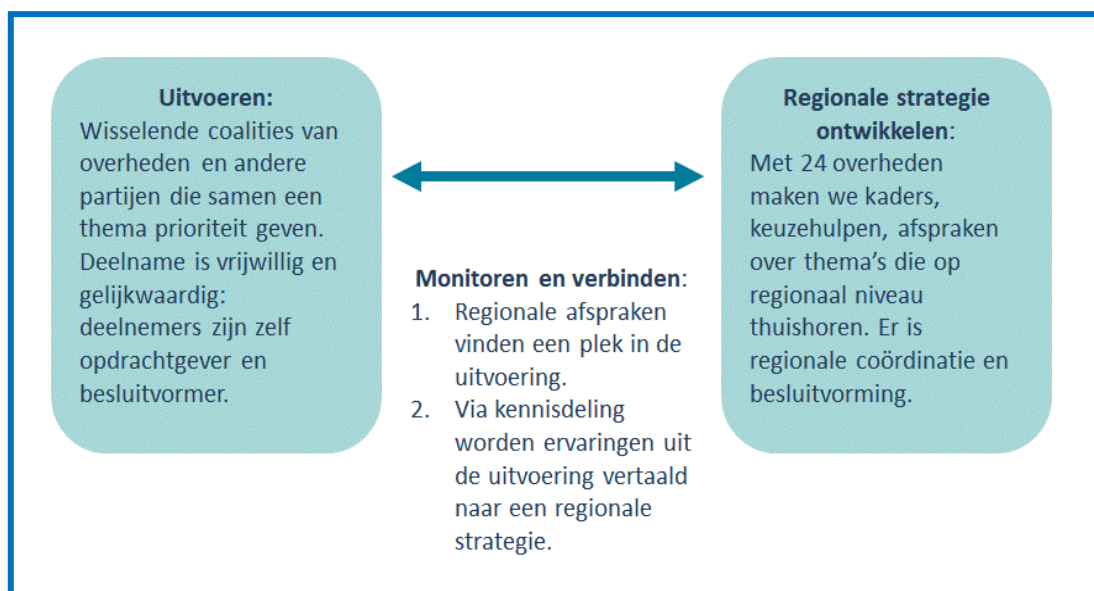 Uitvoeren:
Wisselende coalities van
overheden en andere
partijen die samen een
thema prioriteit geven.
Deelname is vrijwillig en
gelijkwaardig:
deelnemers zijn zelf
opdrachtgever en
besluitvormer.
Monitoren en verbinden:
1. Regionale afspraken
vinden een plek in de
uitvoering.
2. Via kennisdeling
worden ervaringen uit
de uitvoering vertaald
naar een regionale
strategie.
Regionale strategie
ontwikkelen:
Met 24 overheden
maken we kaders,
keuzehulpen, afspraken
over thema’s die op
regionaal niveau
thuishoren. Er is
regionale coördinatie en
besluitvorming.